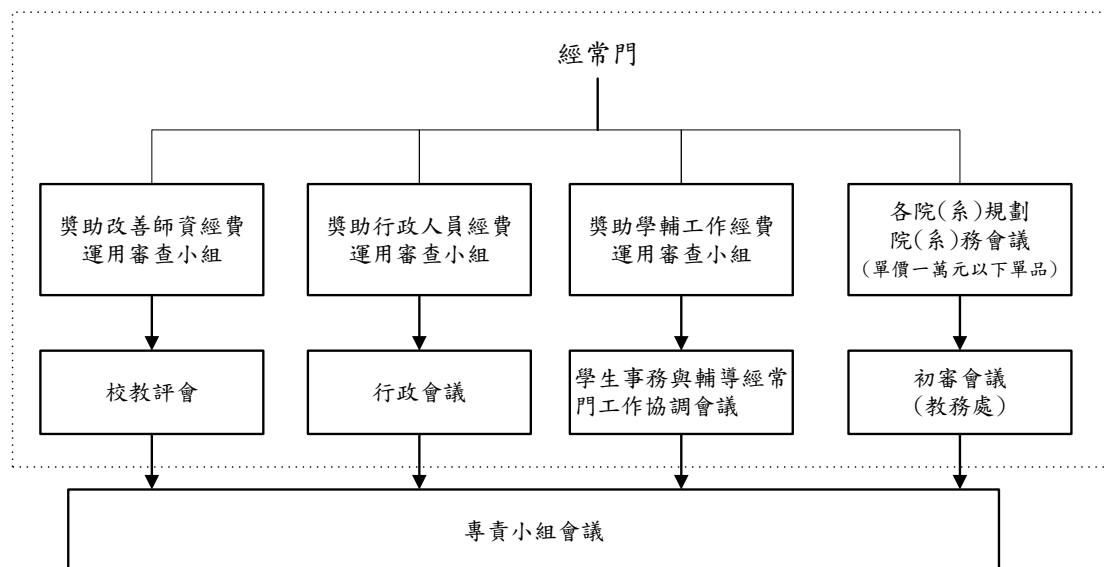 經常門
獎助改善師資經費
運用審查小組
獎助行政人員經費
運用審查小組
獎助學輔工作經費
運用審查小組
各院(系)規劃
院(系)務會議
(單價一萬元以下單品)
校教評會
行政會議
學生事務與輔導經常
門工作協調會議
初審會議
(教務處)
專責小組會議